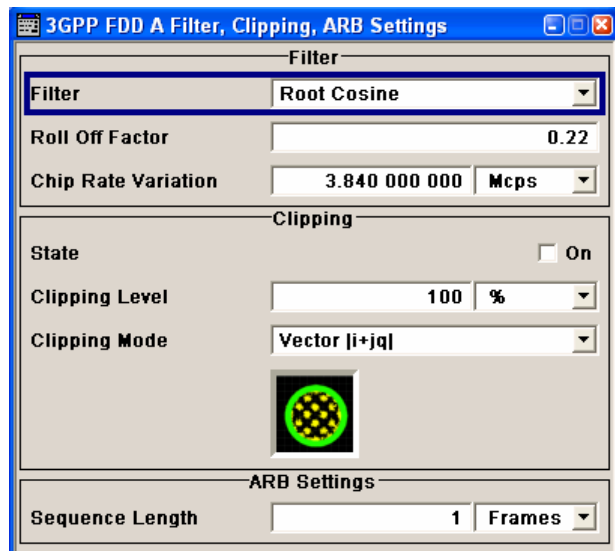 3GPP FDD A Filter, Clipping, ARB Settings
Filter
Filter Root Cosine
Roll Off Factor 0.22
Chip Rate Variation 3.840 000 000 Mcps
Clipping
State On
Clipping Level 100 %
Clipping Mode Vector |i+jq|
ARB Settings
Sequence Length 1 Frames